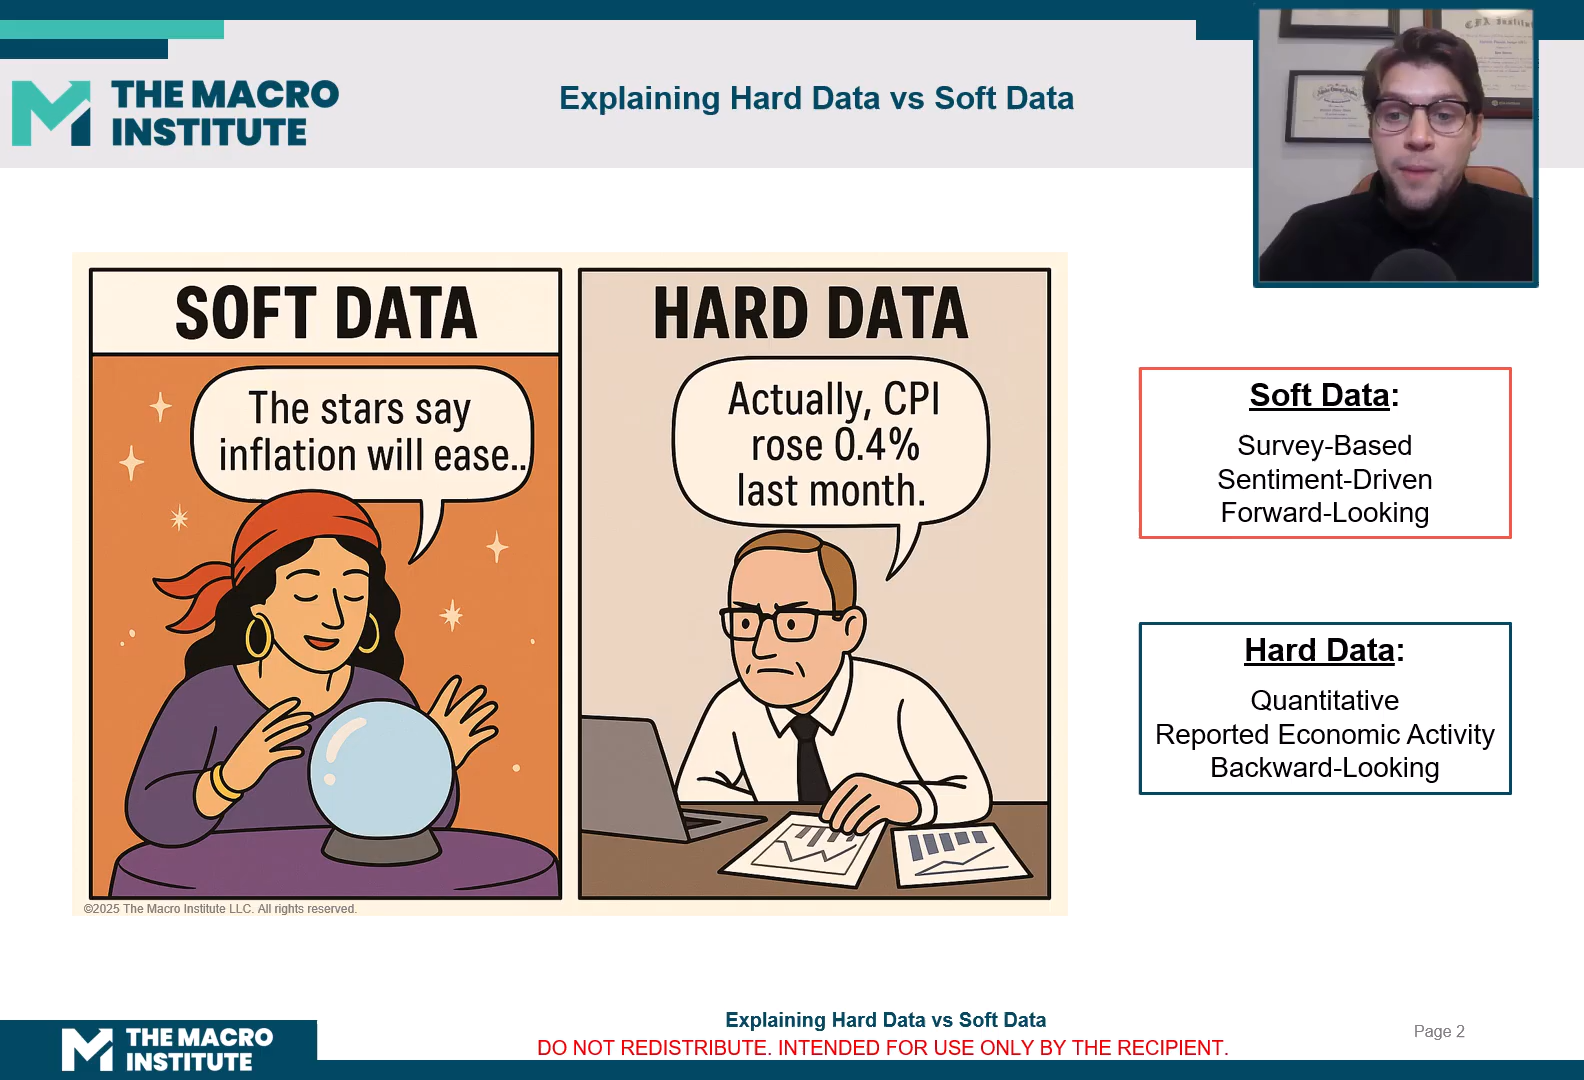 THE MACRO
INSTITUTE
Explaining Hard Data vs Soft Data
CFA Institute
SOFT DATA
The stars say
inflation will ease..
HARD DATA
Actually, CPI
rose 0.4%
last month.
Soft Data:
Survey-Based
Sentiment-Driven
Forward-Looking
Hard Data:
Quantitative
Reported Economic Activity
Backward-Looking
©2025 The Macro Institute LLC. All rights reserved.
THE MACRO
INSTITUTE
Explaining Hard Data vs Soft Data
DO NOT REDISTRIBUTE. INTENDED FOR USE ONLY BY THE RECIPIENT.
Page 2